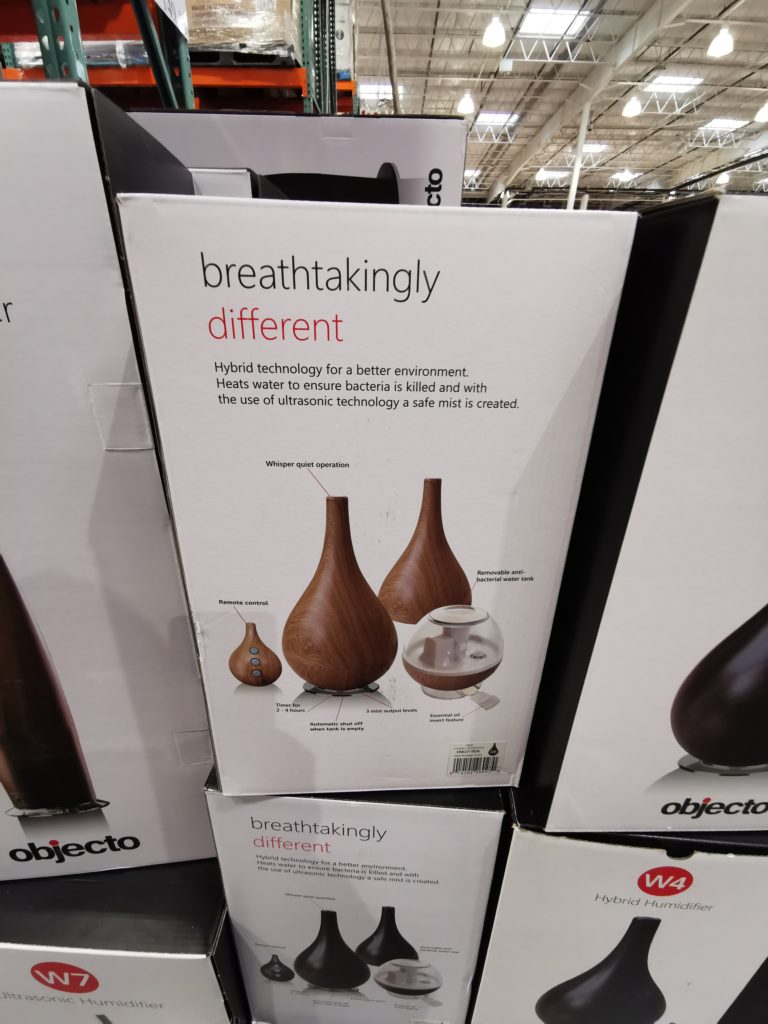 cto
breathtakingly
different
Hybrid technology for a better environment.
Heats water to ensure bacteria is killed and with
the use of ultrasonic technology a safe mist is created.
Whisper quiet operation
Removable anti-
bacterial water tank
Remote control
Timer for
2 - 4 hours
Automatic shut off
when tank is empty
3 mist output levels
Essential oil
insert feature
objecto
objecto
breathtakingly
different
Hybrid technology for a better environment.
Heats water to ensure bacteria is killed and with
the use of ultrasonic technology a safe mist is created.
Whisper quiet operation
W4
Hybrid Humidifier
W7
Ultrasonic Humidifier